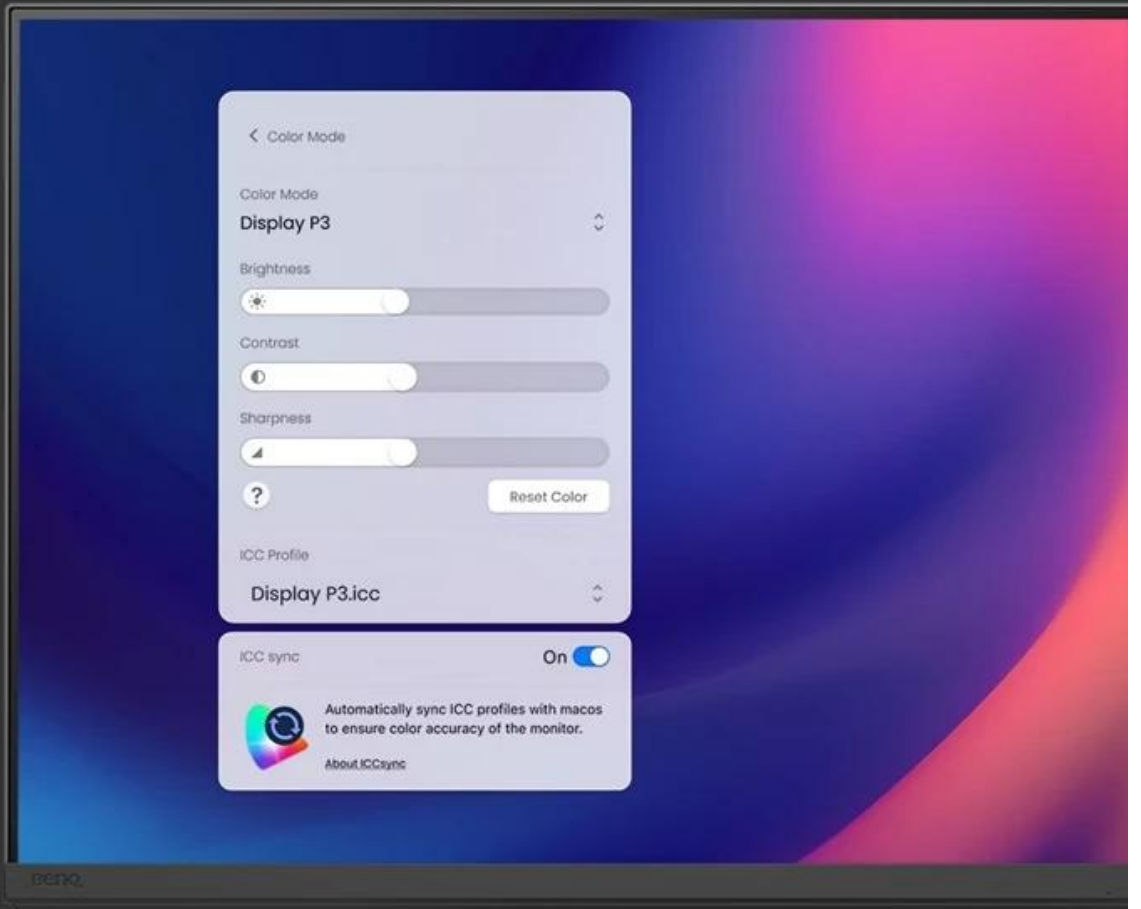 Color Mode
Color Mode
Display P3
Brightness
Contrast
Sharpness
?
Reset Color
ICC Profile
Display P3.icc
ICC sync
On
Automatically sync ICC profiles with macos
to ensure color accuracy of the monitor.
About ICCsync
BenQ